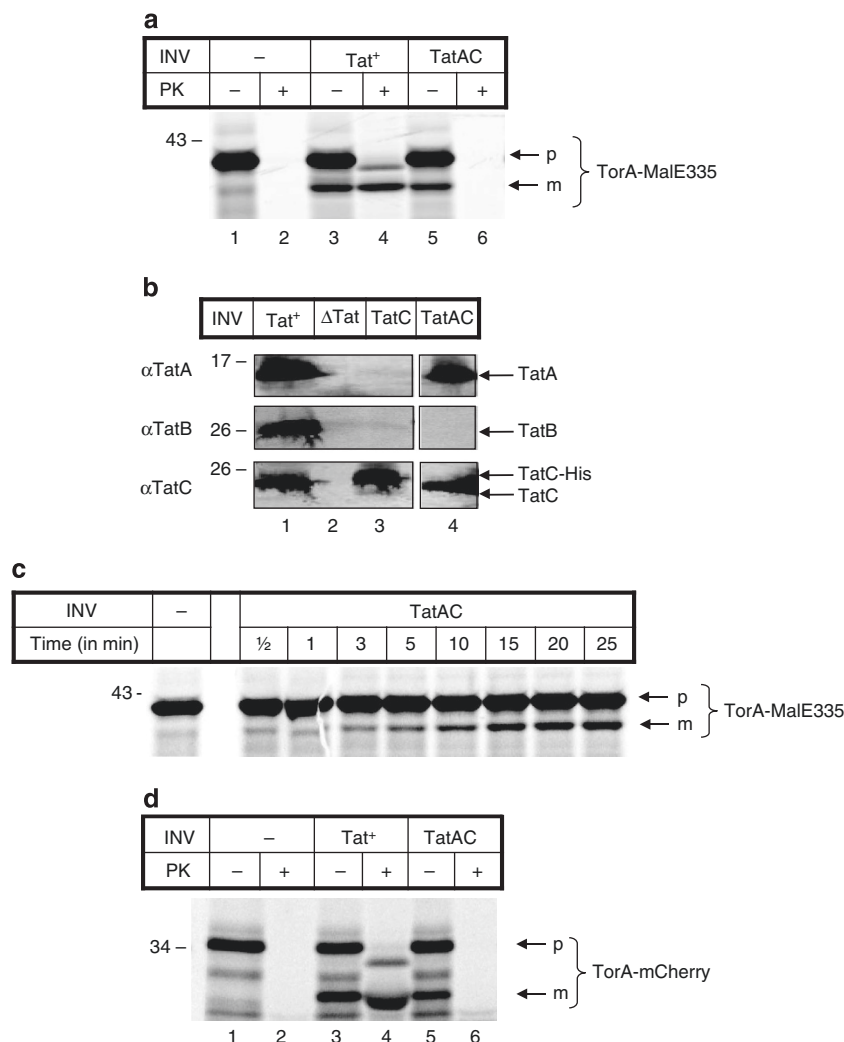 a
INV – Tat⁺ TatAC
PK – + – + – +
43 –
p
m
TorA-MalE335
1 2 3 4 5 6
b
INV Tat⁺ ΔTat TatC TatAC
αTatA 17 – TatA
αTatB 26 – TatB
26 – TatC-His
αTatC TatC
1 2 3 4
c
INV – TatAC
Time (in min) ½ 1 3 5 10 15 20 25
43 - p
m
TorA-MalE335
d
INV – Tat⁺ TatAC
PK – + – + – +
34 – p
TorA-mCherry
m
1 2 3 4 5 6